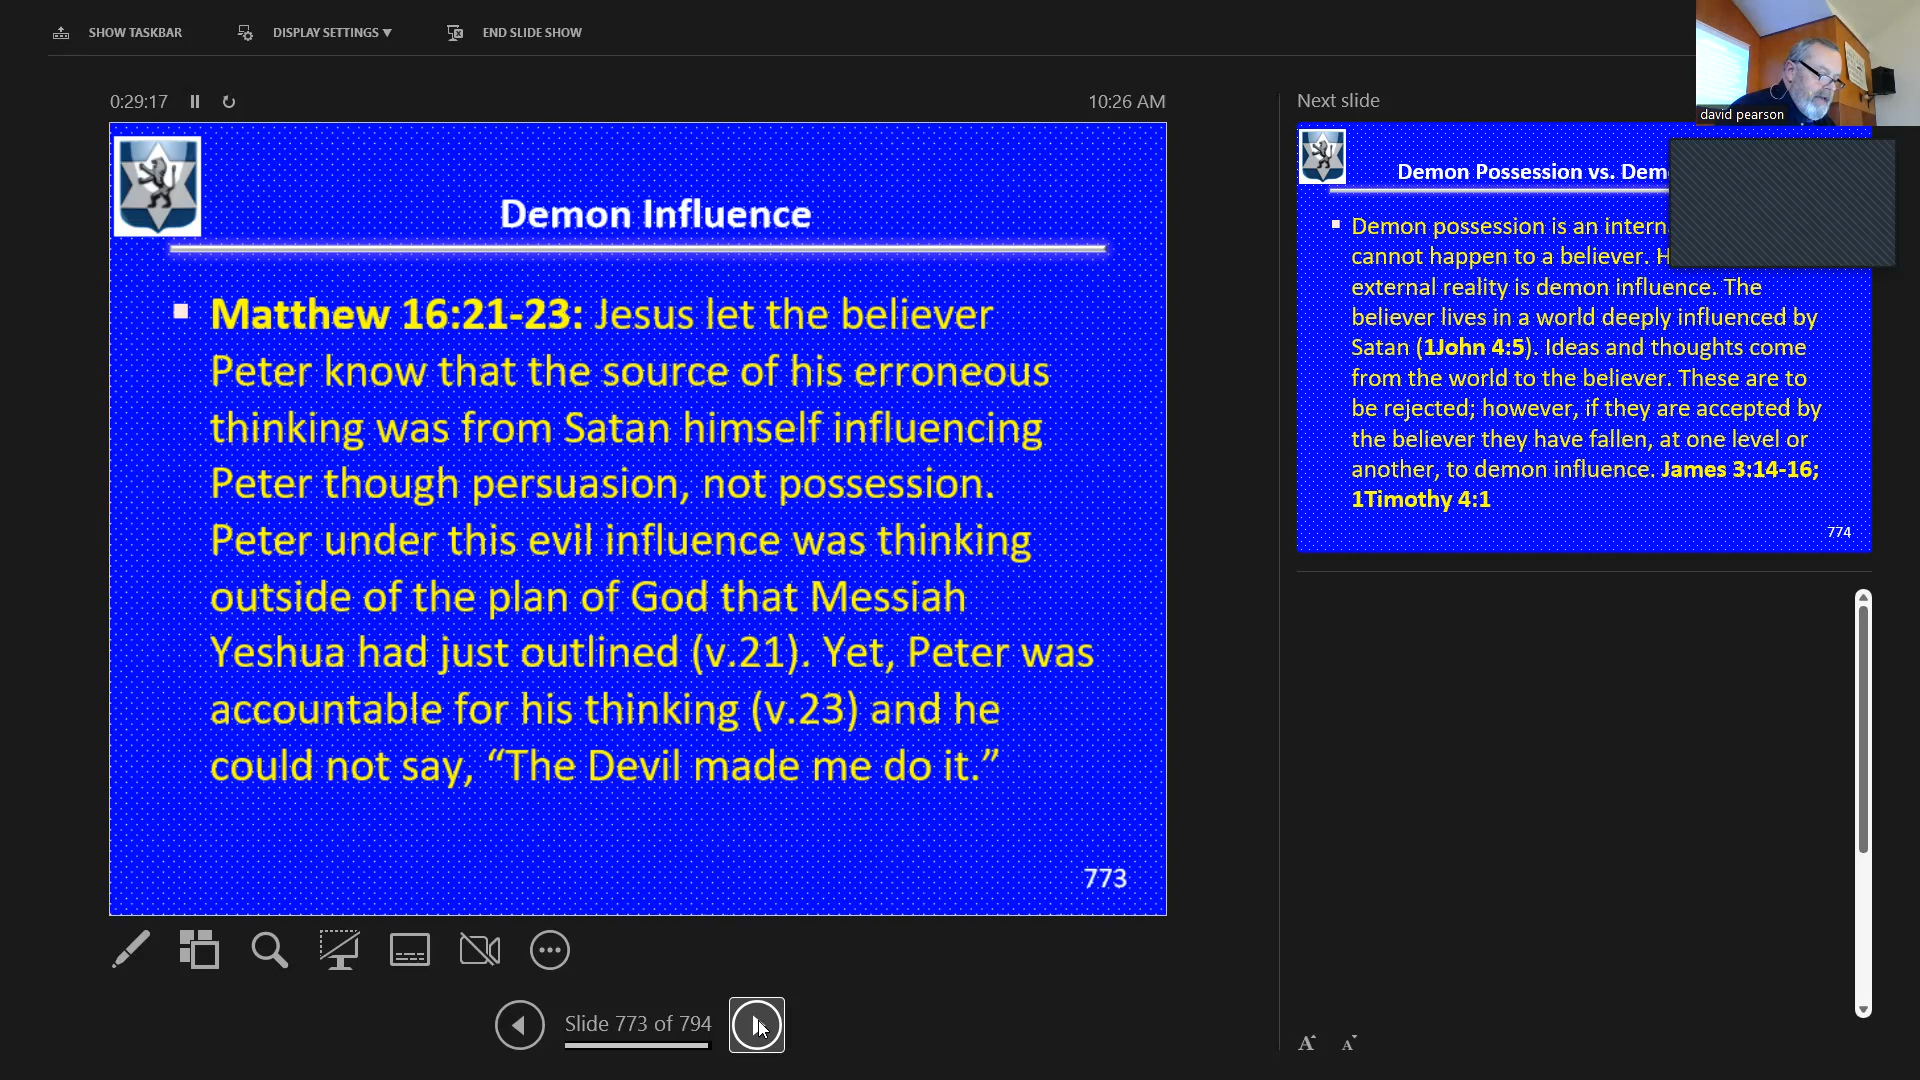 SHOW TASKBAR
DISPLAY SETTINGS ▼
END SLIDE SHOW
0:29:17
10:26 AM
Demon Influence
Matthew 16:21-23: Jesus let the believer
Peter know that the source of his erroneous
thinking was from Satan himself influencing
Peter though persuasion, not possession.
Peter under this evil influence was thinking
outside of the plan of God that Messiah
Yeshua had just outlined (v.21). Yet, Peter was
accountable for his thinking (v.23) and he
could not say, “The Devil made me do it.”
773
Slide 773 of 794
Next slide
david pearson
Demon Possession vs.
Demon possession is an
cannot happen to a believer.
external reality is demon influence. The
believer lives in a world deeply influenced by
Satan (1John 4:5). Ideas and thoughts come
from the world to the believer. These are to
be rejected; however, if they are accepted by
the believer they have fallen, at one level or
another, to demon influence. James 3:14-16;
1Timothy 4:1
774
A A